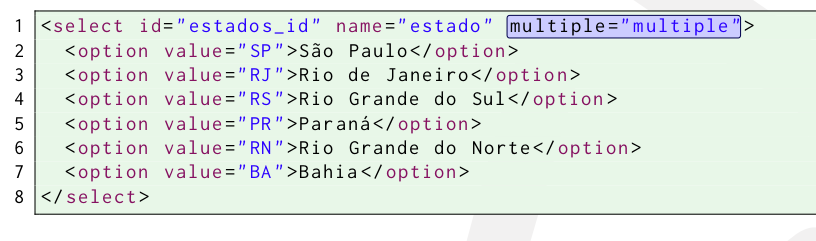 1 <select id="estados_id" name="estado" multiple="multiple">
2   <option value="SP">São Paulo</option>
3   <option value="RJ">Rio de Janeiro</option>
4   <option value="RS">Rio Grande do Sul</option>
5   <option value="PR">Paraná</option>
6   <option value="RN">Rio Grande do Norte</option>
7   <option value="BA">Bahia</option>
8 </select>